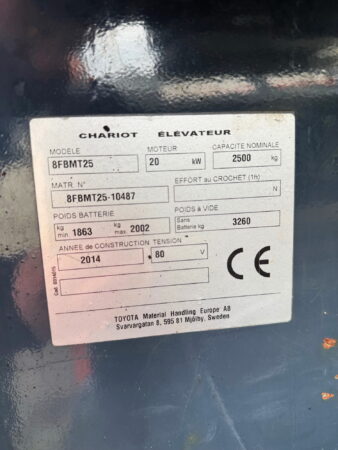 CHARIOT ÉLÉVATEUR
MODÈLE MOTEUR CAPACITE NOMINALE
8FBMT25 20 kW 2500 kg
MATR. N° EFFORT au CROCHET (1h)
8FBMT25-10487 N
POIDS BATTERIE POIDS à VIDE
kg min 1863 kg max 2002 Sans Batterie kg 3260
ANNEE de CONSTRUCTION TENSION
2014 80 V
CE
TOYOTA Material Handling Europe AB
Svarvargatan 8, 595 81 Mjölby, Sweden